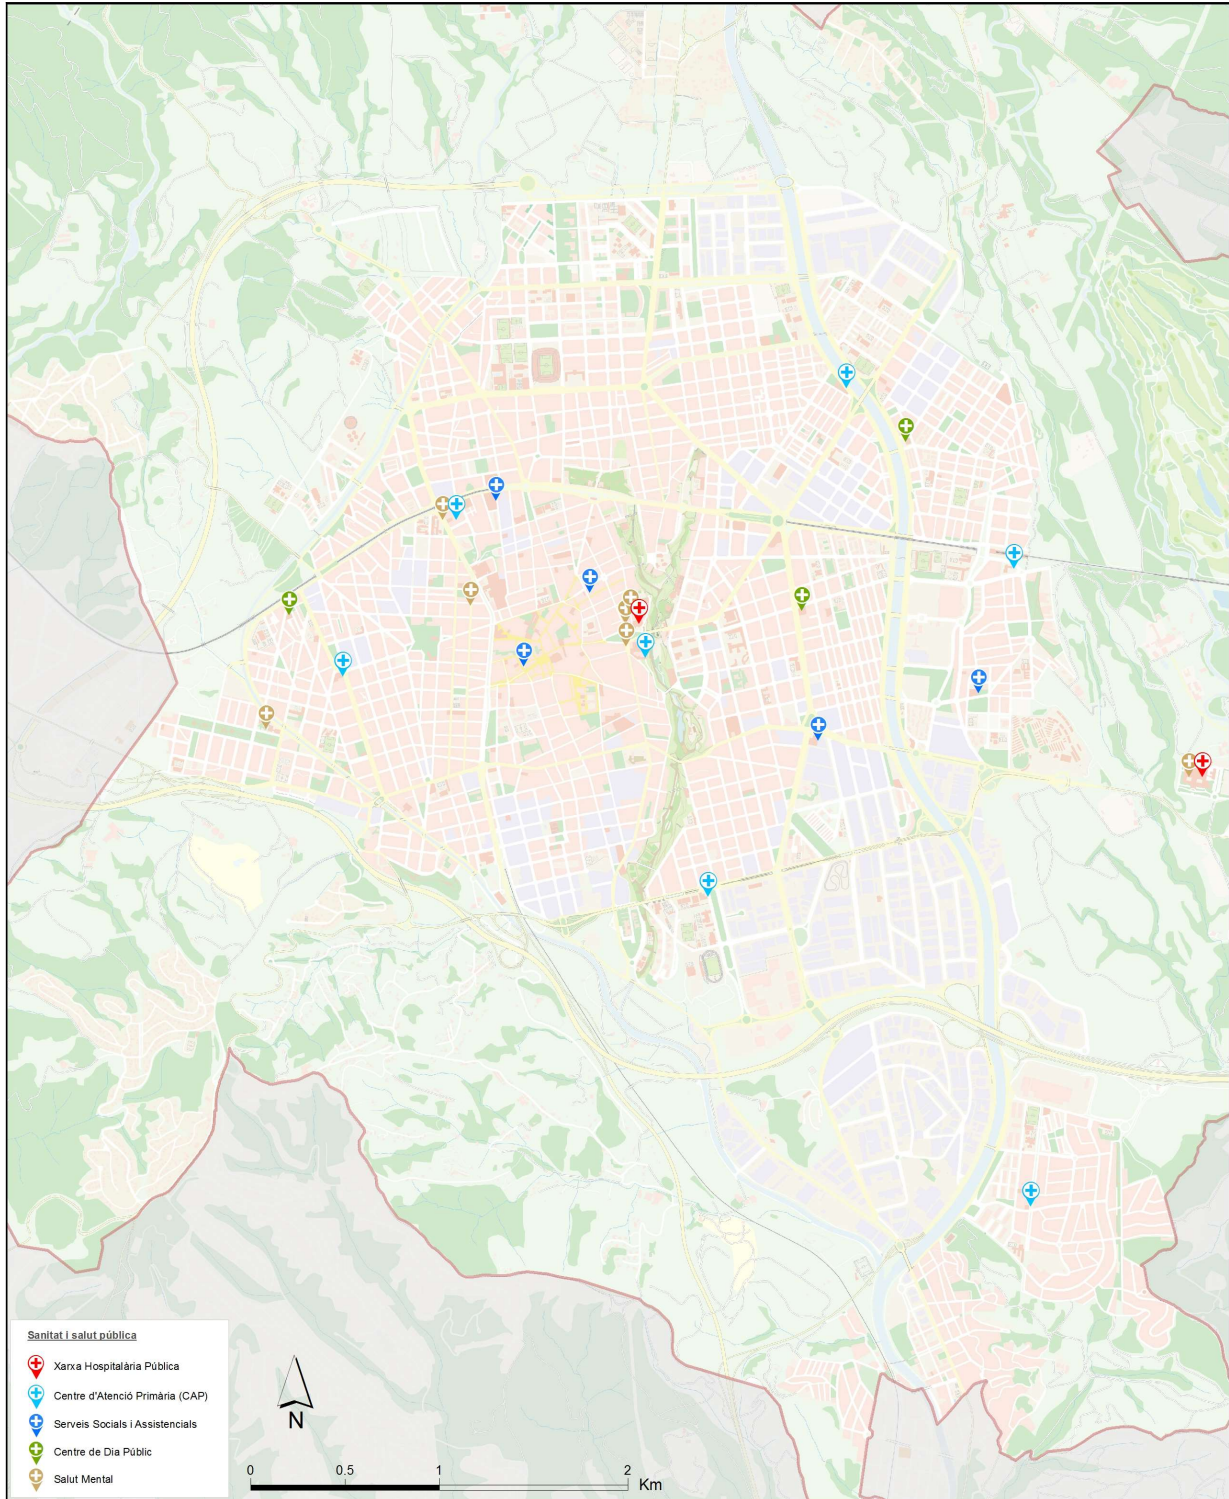 Sanitat i salut pública
Xarxa Hospitalària Pública
Centre d'Atenció Primària (CAP)
Serveis Socials i Assistencials
Centre de Dia Públic
Salut Mental
N
0 0.5 1 2
Km